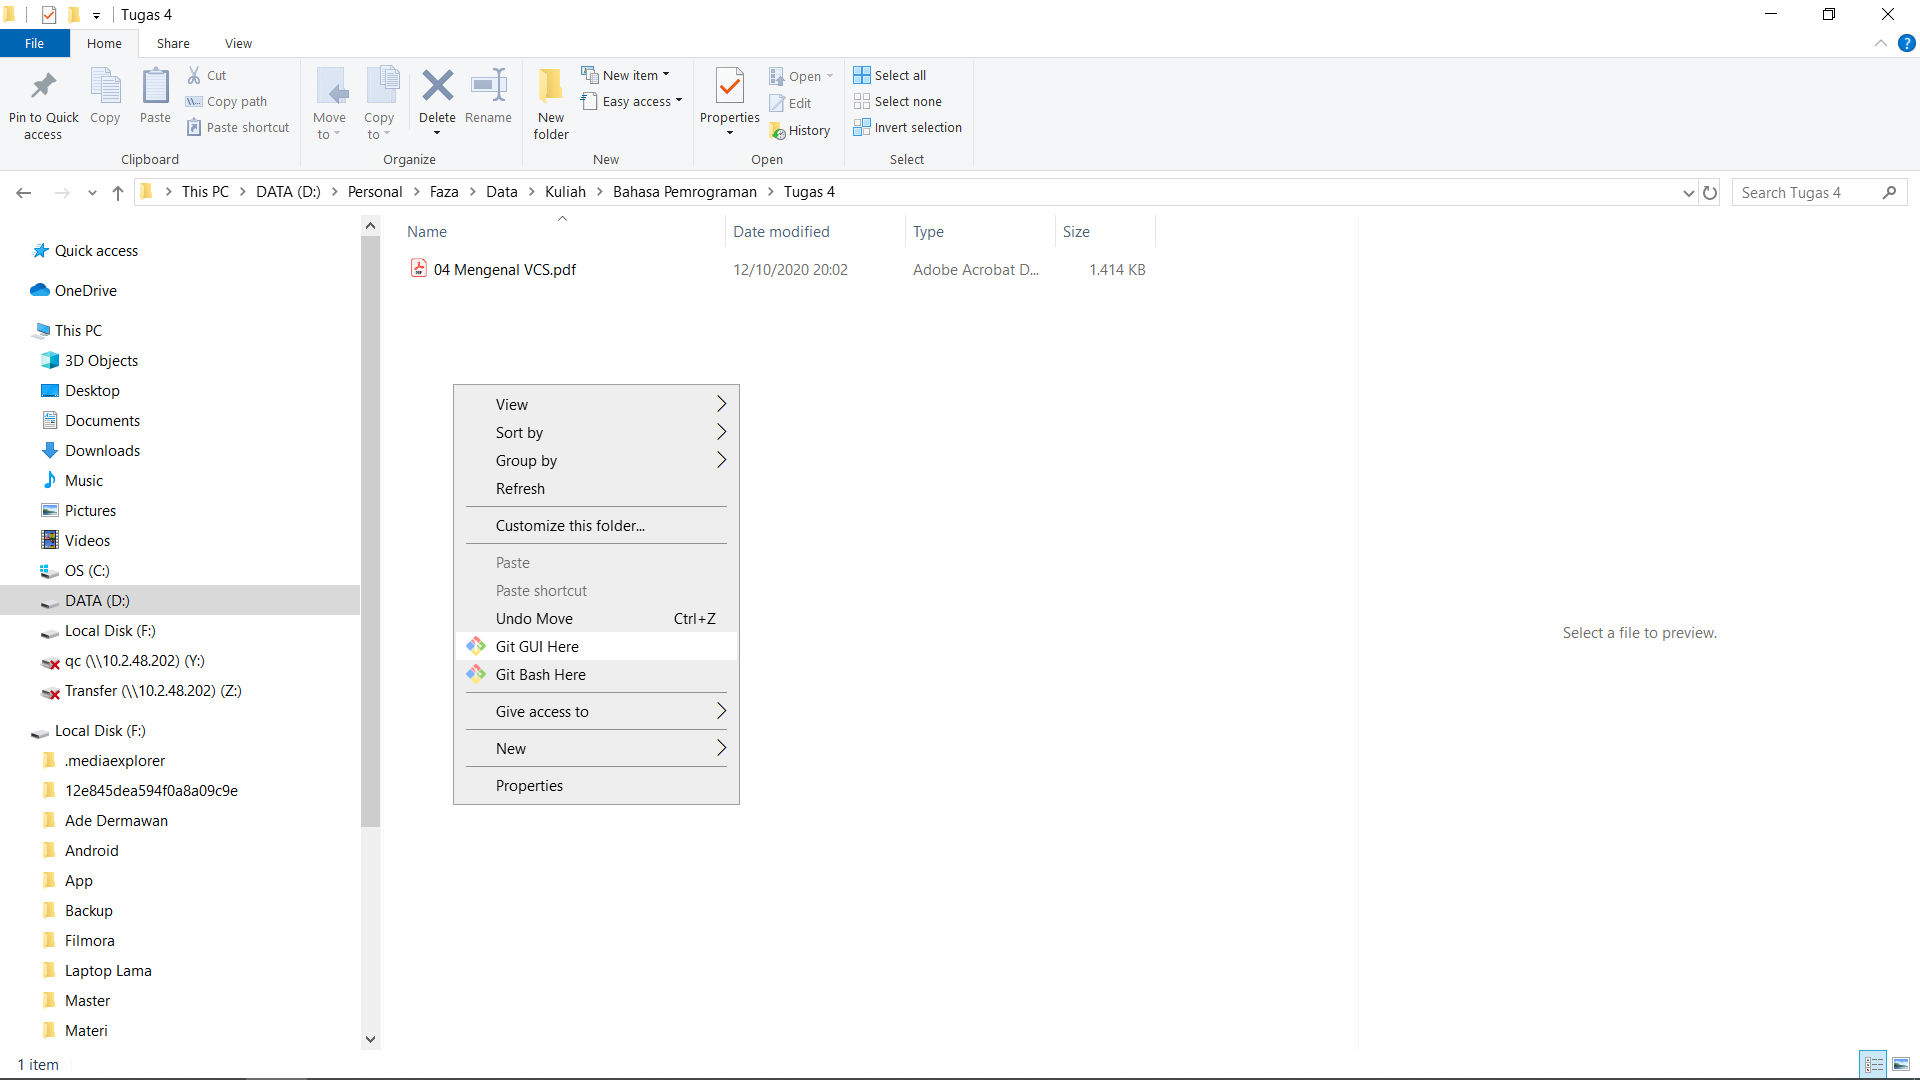 Tugas 4
File
Home
Share
View
Pin to Quick access
Copy
Paste
Cut
Copy path
Paste shortcut
Clipboard
Move to
Copy to
Delete
Rename
Organize
New folder
New item
Easy access
New
Properties
Open
Edit
History
Open
Select all
Select none
Invert selection
Select
This PC > DATA (D:) > Personal > Faza > Data > Kuliah > Bahasa Pemrograman > Tugas 4
Search Tugas 4
Name
Date modified
Type
Size
04 Mengenal VCS.pdf
12/10/2020 20:02
Adobe Acrobat D...
1.414 KB
Quick access
OneDrive
This PC
3D Objects
Desktop
Documents
Downloads
Music
Pictures
Videos
OS (C:)
DATA (D:)
Local Disk (F:)
qc (\\10.2.48.202) (Y:)
Transfer (\\10.2.48.202) (Z:)
Local Disk (F:)
.mediaexplorer
12e845dea594f0a8a09c9e
Ade Dermawan
Android
App
Backup
Filmora
Laptop Lama
Master
Materi
View
Sort by
Group by
Refresh
Customize this folder...
Paste
Paste shortcut
Undo Move Ctrl+Z
Git GUI Here
Git Bash Here
Give access to
New
Properties
Select a file to preview.
1 item